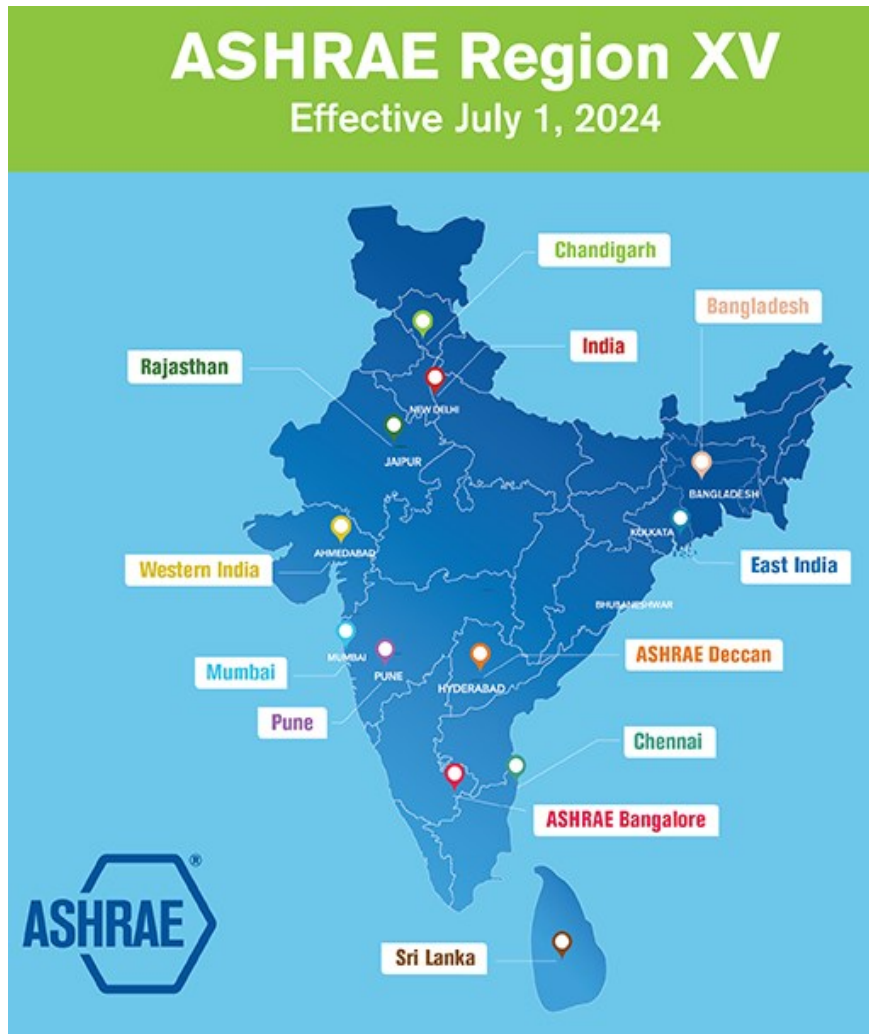 ASHRAE Region XV
Effective July 1, 2024
Chandigarh
Bangladesh
India
Rajasthan
NEW DELHI
JAIPUR
BANGLADESH
KOLKATA
AHMEDABAD
Western India
East India
BHUBANESHWAR
MUMBAI
Mumbai
PUNE
HYDERABAD
ASHRAE Deccan
Pune
Chennai
ASHRAE Bangalore
ASHRAE®
Sri Lanka